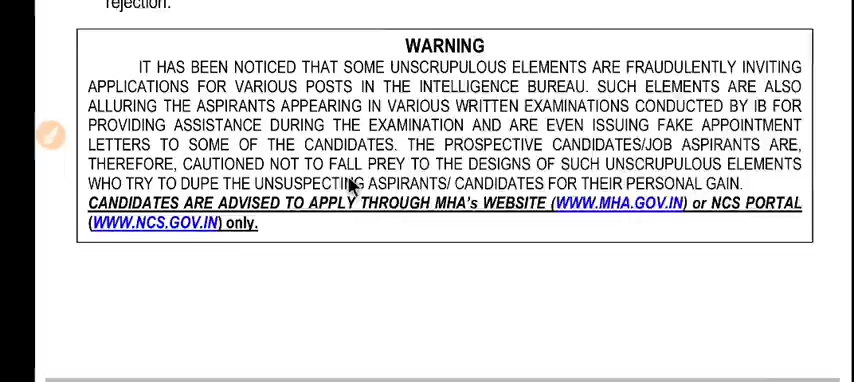 rejection.
WARNING
IT HAS BEEN NOTICED THAT SOME UNSCRUPULOUS ELEMENTS ARE FRAUDULENTLY INVITING
APPLICATIONS FOR VARIOUS POSTS IN THE INTELLIGENCE BUREAU. SUCH ELEMENTS ARE ALSO
ALLURING THE ASPIRANTS APPEARING IN VARIOUS WRITTEN EXAMINATIONS CONDUCTED BY IB FOR
PROVIDING ASSISTANCE DURING THE EXAMINATION AND ARE EVEN ISSUING FAKE APPOINTMENT
LETTERS TO SOME OF THE CANDIDATES. THE PROSPECTIVE CANDIDATES/JOB ASPIRANTS ARE,
THEREFORE, CAUTIONED NOT TO FALL PREY TO THE DESIGNS OF SUCH UNSCRUPULOUS ELEMENTS
WHO TRY TO DUPE THE UNSUSPECTING ASPIRANTS/ CANDIDATES FOR THEIR PERSONAL GAIN.
CANDIDATES ARE ADVISED TO APPLY THROUGH MHA's WEBSITE (WWW.MHA.GOV.IN) or NCS PORTAL
(WWW.NCS.GOV.IN) only.